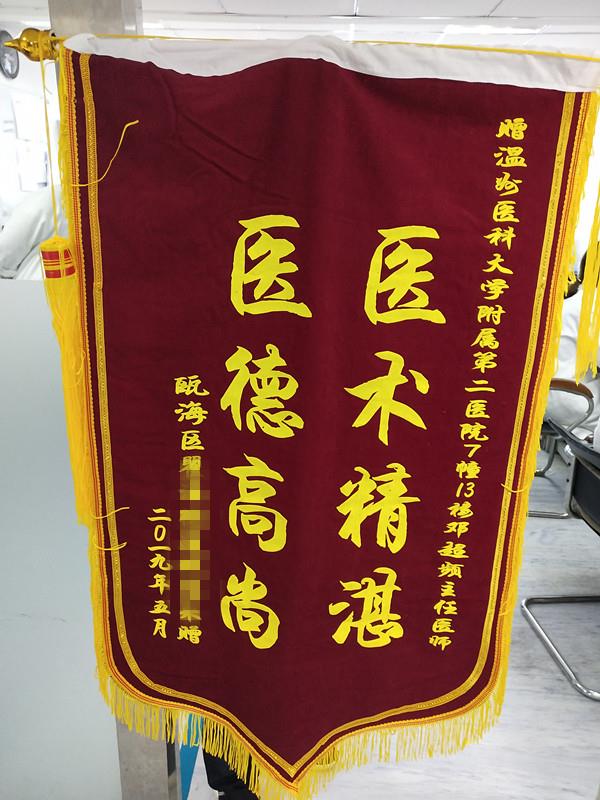 赠温州医科大学附属第二医院7幢13楼邓超频主任医师
医术精湛
医德高尚
瓯海区 赠
二〇一九年五月